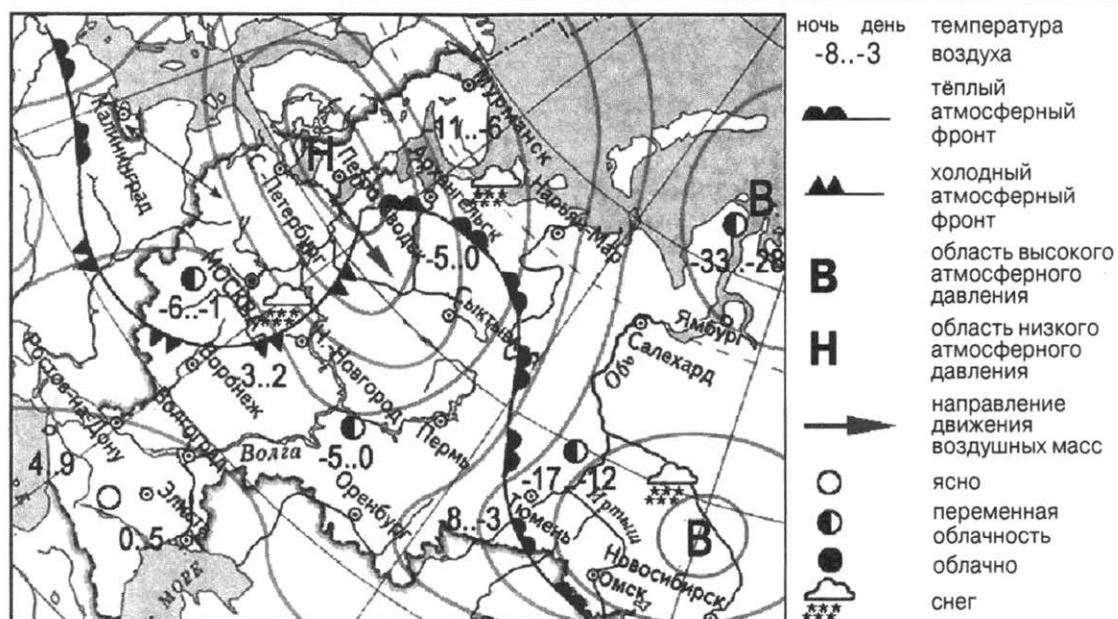 Мурманск
Калининград
-11..-6
Н
С.-Петербург
Петрозаводск
Архангельск
Нарьян-Мар
В
-33..-28
-5..0
МОСКВА
-6..-1
Сыктывкар
Ямбург
Салехард
Обь
Воронеж
-3..2
Н. Новгород
Пермь
Ростов-на-Дону
Волгоград
Волга
-5..0
4..9
Элиста
0..5
Оренбург
-17..-12
Тюмень
Иртыш
8..-3
В
Новосибирск
Омск
МОРЕ
ночь день температура
-8..-3 воздуха
тёплый
атмосферный
фронт
холодный
атмосферный
фронт
В
область высокого
атмосферного
давления
Н
область низкого
атмосферного
давления
направление
движения
воздушных масс
ясно
переменная
облачность
облачно
снег